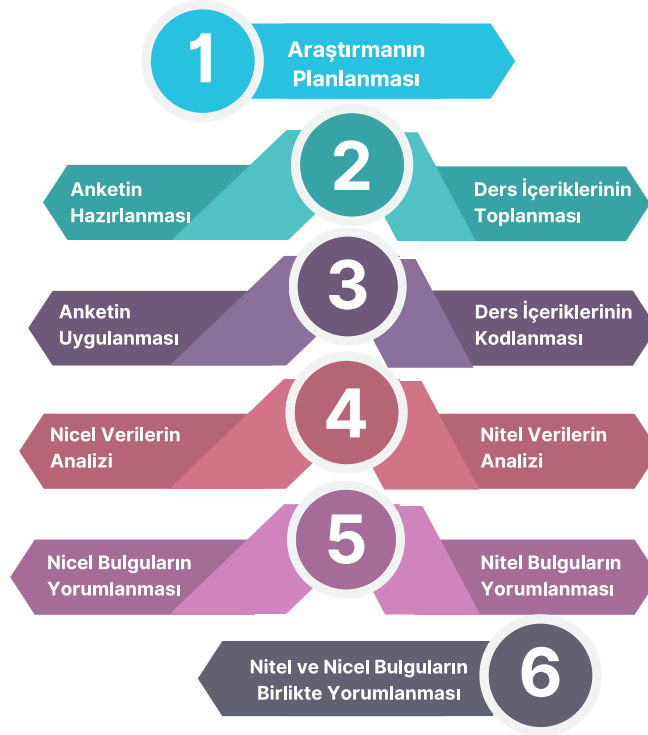 1
Araştırmanın
Planlanması
2
Anketin
Hazırlanması
Ders İçeriklerinin
Toplanması
3
Anketin
Uygulanması
Ders İçeriklerinin
Kodlanması
4
Nicel Verilerin
Analizi
Nitel Verilerin
Analizi
5
Nicel Bulguların
Yorumlanması
Nitel Bulguların
Yorumlanması
Nitel ve Nicel Bulguların
Birlikte Yorumlanması
6